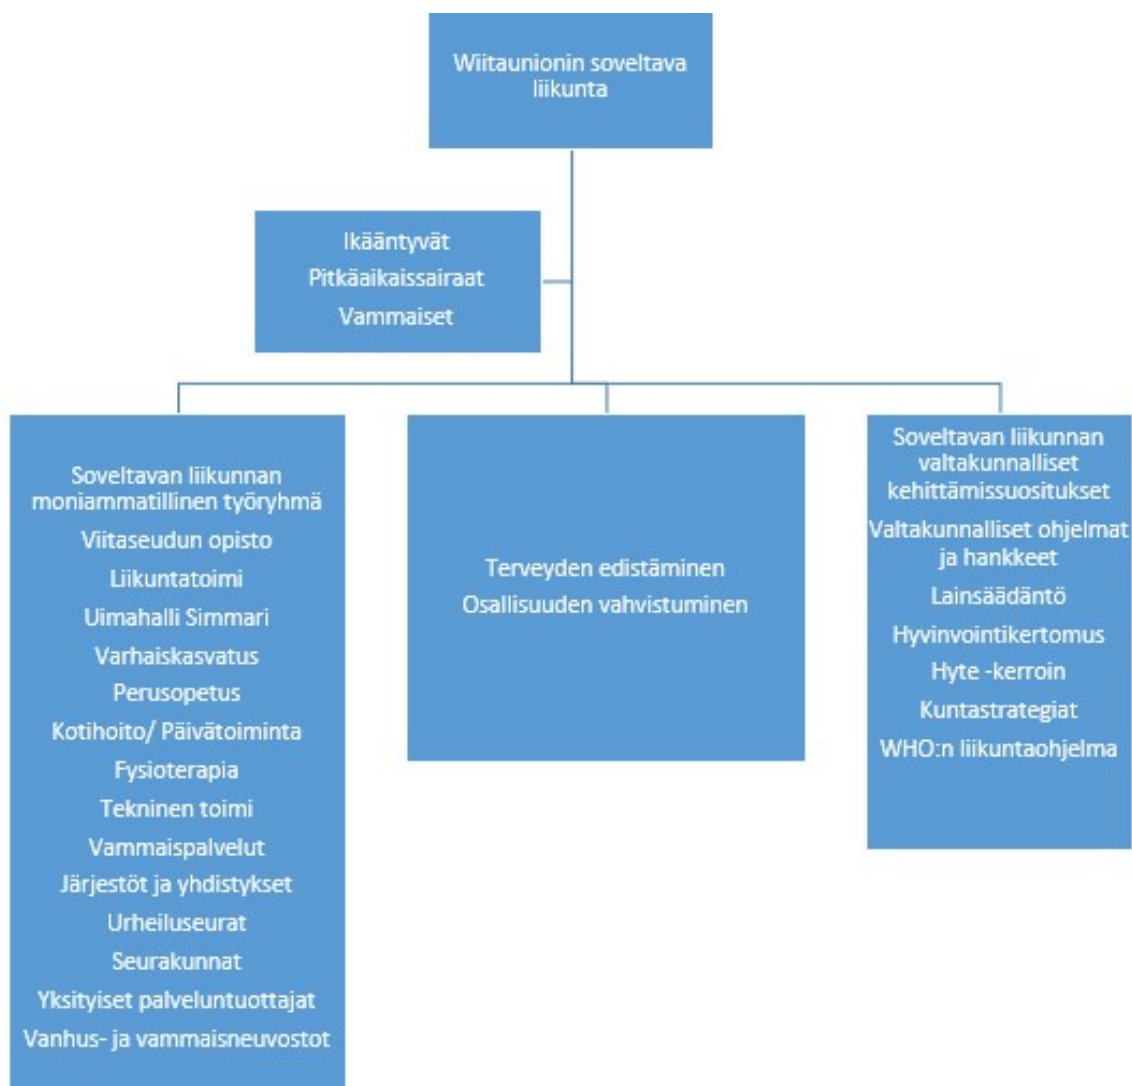 Wiitaunionin soveltava
liikunta
Ikääntyvät
Pitkäaikaissairaat
Vammaiset
Soveltavan liikunnan
moniammatillinen työryhmä
Viitaseudun opisto
Liikuntatoimi
Uimahalli Simmari
Varhaiskasvatus
Perusopetus
Kotihoito/ Päivätoiminta
Fysioterapia
Tekninen toimi
Vammaispalvelut
Järjestöt ja yhdistykset
Urheiluseurat
Seurakunnat
Yksityiset palveluntuottajat
Vanhus- ja vammaisneuvostot
Terveyden edistäminen
Osallisuuden vahvistuminen
Soveltavan liikunnan
valtakunnalliset
kehittämissuositukset
Valtakunnalliset ohjelmat
ja hankkeet
Lainsäädäntö
Hyvinvointikertomus
Hyte -kerroin
Kuntastrategiat
WHO:n liikuntaohjelma